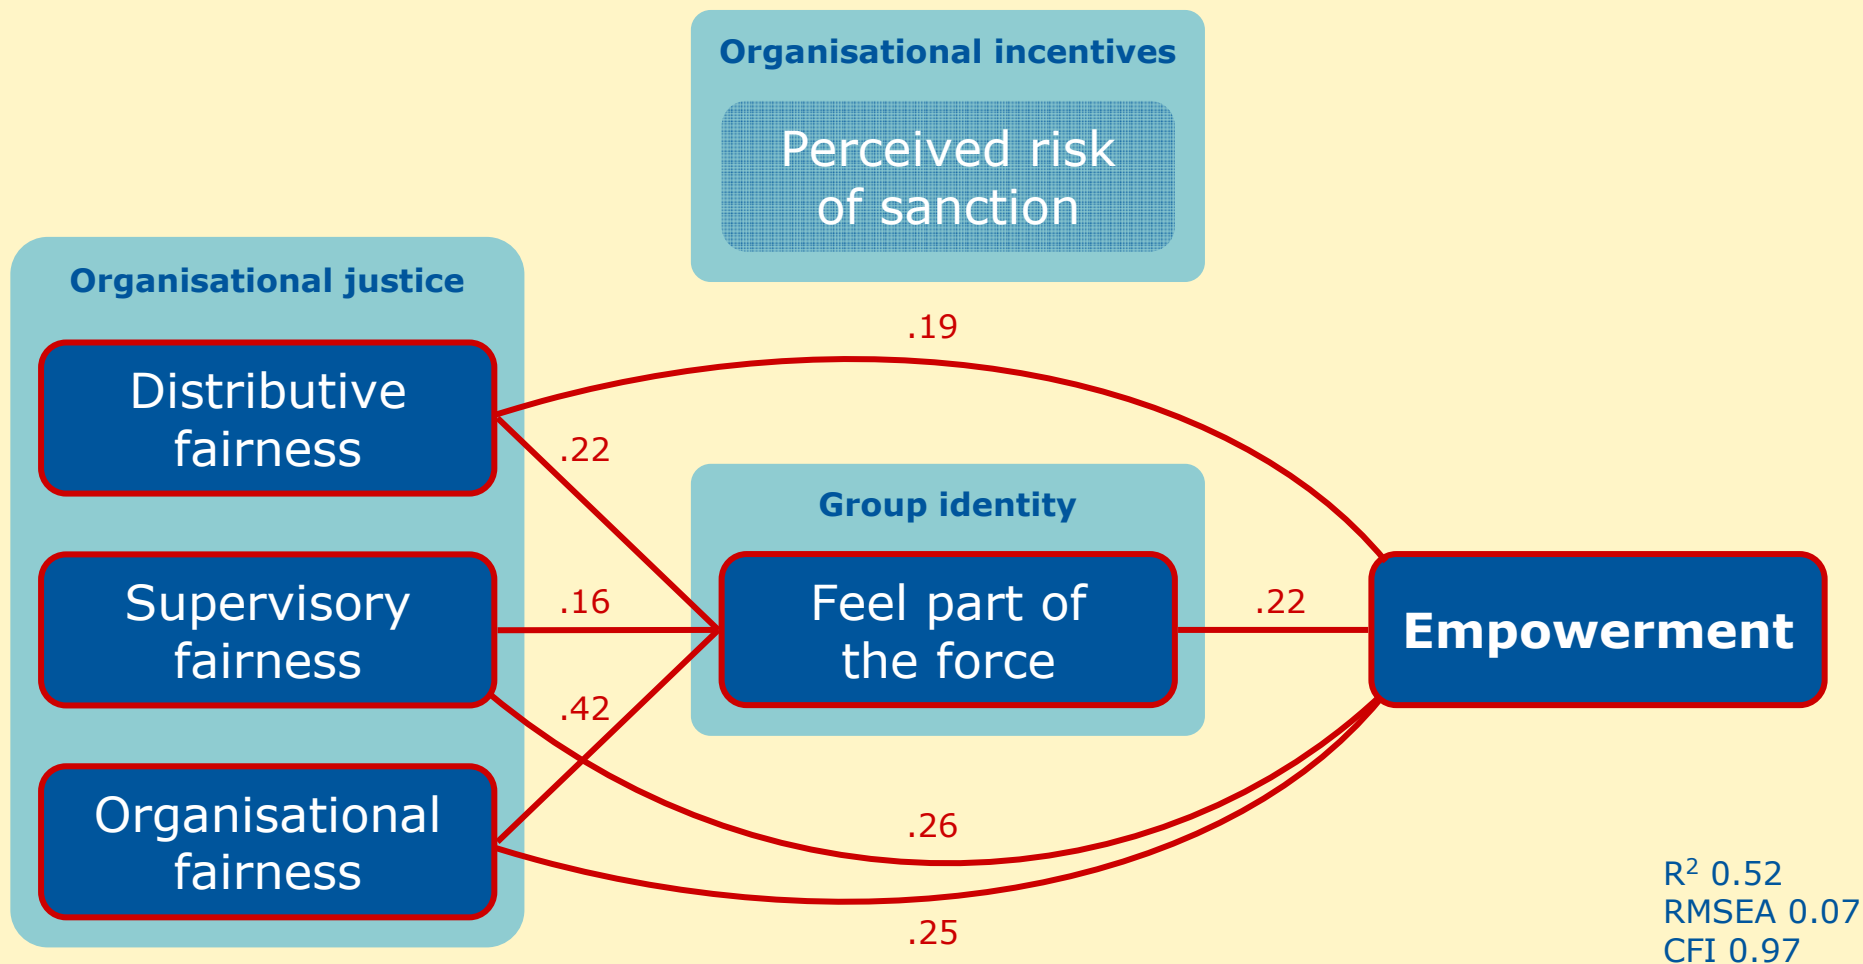 Organisational incentives
Perceived risk
of sanction
Organisational justice
Distributive
fairness
Supervisory
fairness
Organisational
fairness
.19
.22
Group identity
.16
Feel part of
the force
.22
Empowerment
.42
.26
.25
R² 0.52
RMSEA 0.07
CFI 0.97